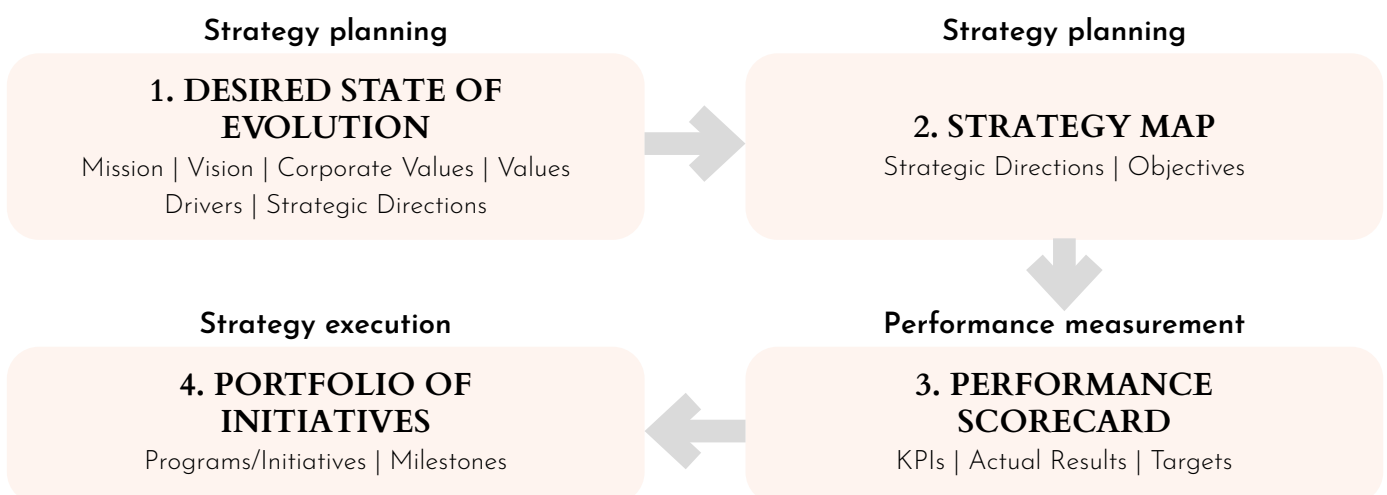 Strategy planning
1. DESIRED STATE OF
EVOLUTION
Mission | Vision | Corporate Values | Values
Drivers | Strategic Directions
Strategy planning
2. STRATEGY MAP
Strategic Directions | Objectives
Performance measurement
3. PERFORMANCE
SCORECARD
KPIs | Actual Results | Targets
Strategy execution
4. PORTFOLIO OF
INITIATIVES
Programs/Initiatives | Milestones